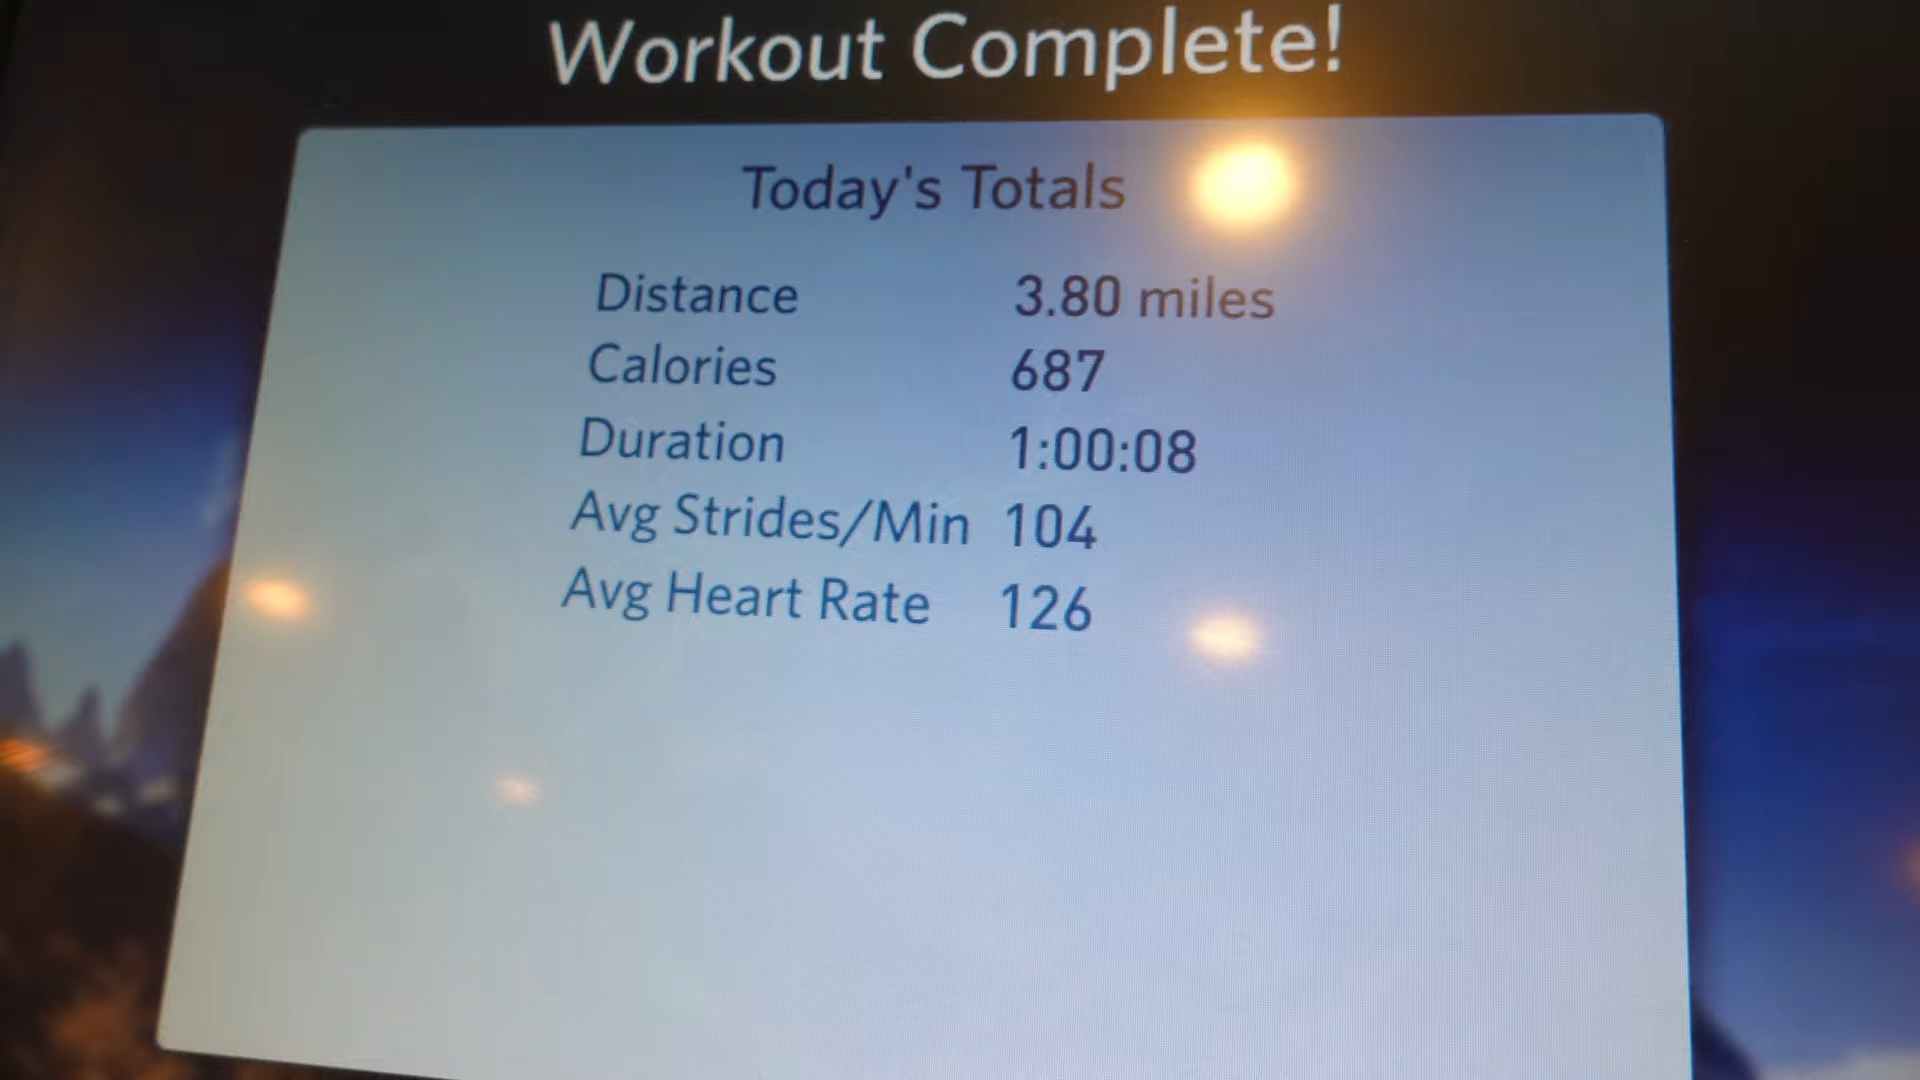 Workout Complete!
Today's Totals
Distance 3.80 miles
Calories 687
Duration 1:00:08
Avg Strides/Min 104
Avg Heart Rate 126